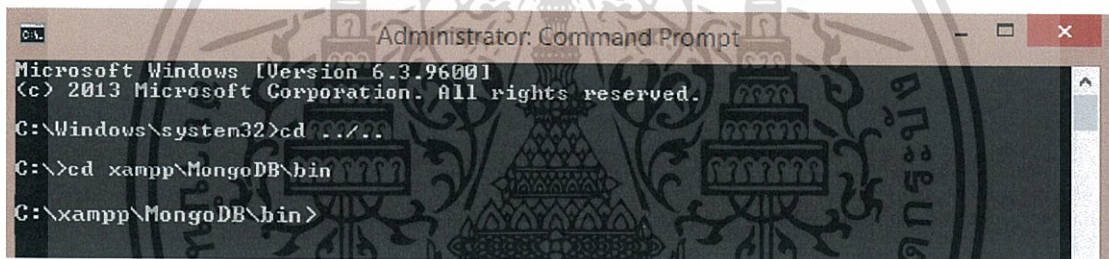 Administrator: Command Prompt
Microsoft Windows [Version 6.3.9600]
(c) 2013 Microsoft Corporation. All rights reserved.
C:\Windows\system32>cd ../..
C:\>cd xampp\MongoDB\bin
C:\xampp\MongoDB\bin>